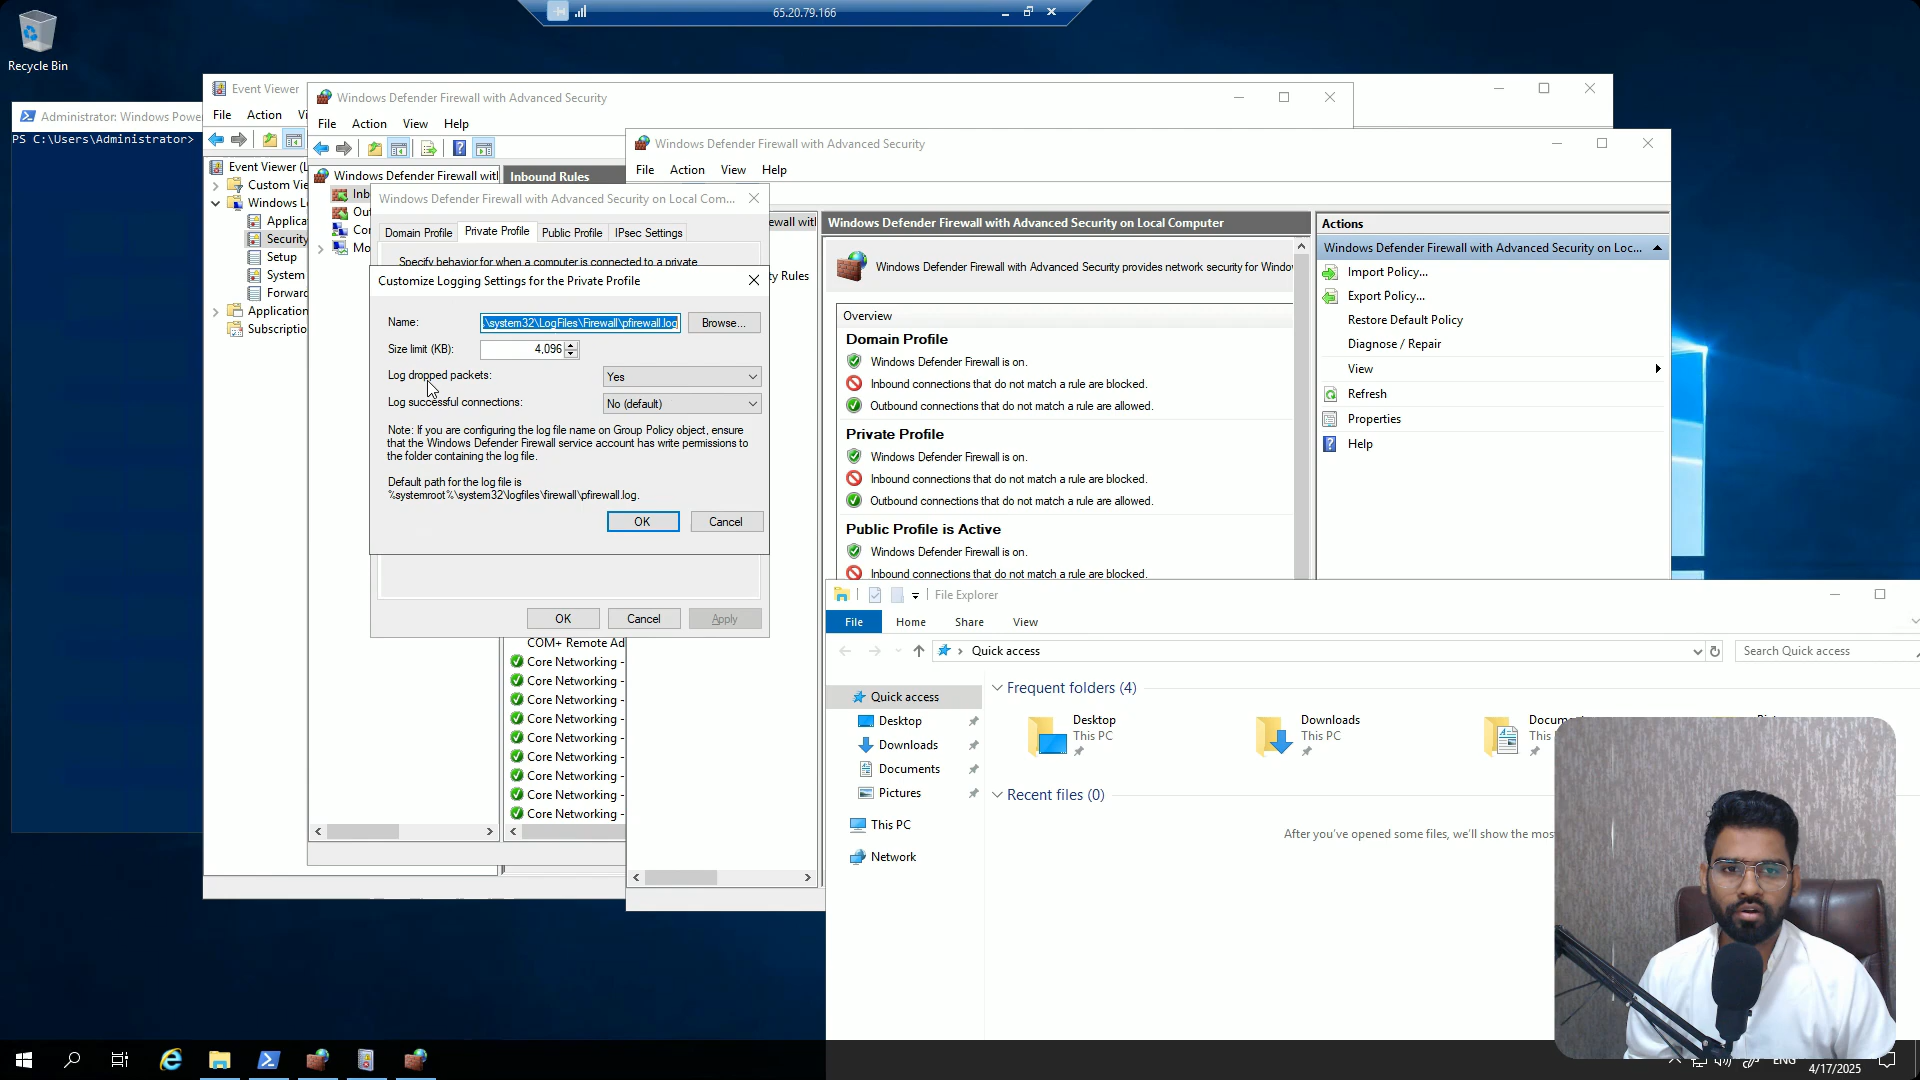 65.20.79.166
Recycle Bin
Administrator: Windows Powe
PS C:\Users\Administrator>
Event Viewer
File Action Vi
Event Viewer (L
Custom Vie
Windows L
Applica
Security
Setup
System
Forward
Application
Subscriptio
Windows Defender Firewall with Advanced Security
File Action View Help
Windows Defender Firewall with
Inb
Out
Co
Mo
Inbound Rules
Windows Defender Firewall with Advanced Security on Local Com...
Domain Profile Private Profile Public Profile IPsec Settings
Specify behavior for when a computer is connected to a private
Customize Logging Settings for the Private Profile
Name: \system32\LogFiles\Firewall\pfirewall.log Browse...
Size limit (KB): 4,096
Log dropped packets: Yes
Log successful connections: No (default)
Note: If you are configuring the log file name on Group Policy object, ensure
that the Windows Defender Firewall service account has write permissions to
the folder containing the log file.
Default path for the log file is
%systemroot%\system32\logfiles\firewall\pfirewall.log.
OK Cancel
OK Cancel Apply
COM+ Remote Ad
Core Networking -
Core Networking -
Core Networking -
Core Networking -
Core Networking -
Core Networking -
Core Networking -
Core Networking -
Core Networking -
Windows Defender Firewall with Advanced Security
File Action View Help
ewall with
ty Rules
Windows Defender Firewall with Advanced Security on Local Computer
Windows Defender Firewall with Advanced Security provides network security for Windo
Overview
Domain Profile
Windows Defender Firewall is on.
Inbound connections that do not match a rule are blocked.
Outbound connections that do not match a rule are allowed.
Private Profile
Windows Defender Firewall is on.
Inbound connections that do not match a rule are blocked.
Outbound connections that do not match a rule are allowed.
Public Profile is Active
Windows Defender Firewall is on.
Inbound connections that do not match a rule are blocked.
Actions
Windows Defender Firewall with Advanced Security on Loc...
Import Policy...
Export Policy...
Restore Default Policy
Diagnose / Repair
View
Refresh
Properties
Help
File Explorer
File Home Share View
Quick access
Search Quick access
Quick access
Desktop
Downloads
Documents
Pictures
This PC
Network
Frequent folders (4)
Desktop
This PC
Downloads
This PC
Docum
This
Recent files (0)
After you've opened some files, we'll show the mos
ENG
4/17/2025